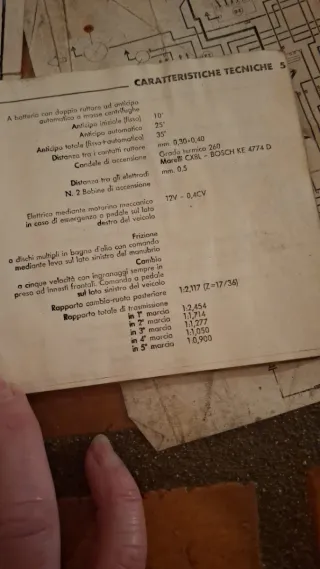 CARATTERISTICHE TECNICHE 5
A batteria con doppio ruttore ad anticipo
automatico a masse centrifughe
Anticipo iniziale (fisso) 10°
Anticipo automatico 25°
Anticipo totale (fisso+automatico) 35°
Distanza tra i contatti ruttore mm 0,30÷0,40
Candele di accensione Grado termico 260
Marelli CX8L - BOSCH KE 4774 D
Distanza tra gli elettrodi mm. 0,5
N. 2 Bobine di accensione
Elettrica mediante motorino meccanico 12V - 0,4CV
in caso di emergenza a pedale sul lato
destro del veicolo
Frizione
a dischi multipli in bagno d'olio con comando
mediante leva sul lato sinistro del manubrio
Cambio
a cinque velocità con ingranaggi sempre in
presa ad innesti frontali. Comando a pedale
sul lato sinistro del veicolo
Rapporto cambio-ruota posteriore 1:2,117 (Z=17/36)
Rapporto totale di trasmissione
in 1ª marcia 1:2,454
in 2ª marcia 1:1,714
in 3ª marcia 1:1,277
in 4ª marcia 1:1,050
in 5ª marcia 1:0,900
7